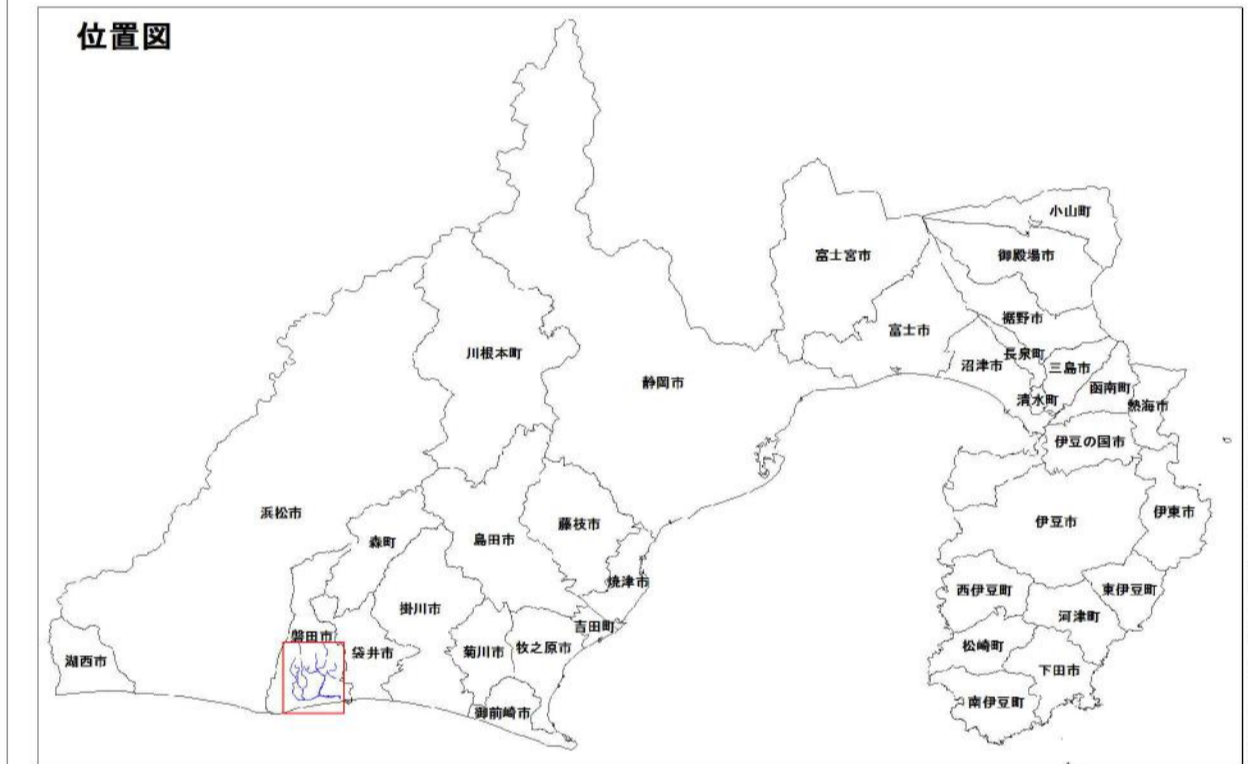 位置図
小山町
富士宮市
御殿場市
裾野市
富士市
長泉町
川根本町
沼津市
三島市
静岡市
函南町
清水町
熱海市
伊豆の国市
浜松市
伊東市
伊豆市
藤枝市
島田市
森町
焼津市
西伊豆町
東伊豆町
掛川市
河津町
吉田町
磐田市
松崎町
牧之原市
菊川市
袋井市
湖西市
下田市
南伊豆町
御前崎市